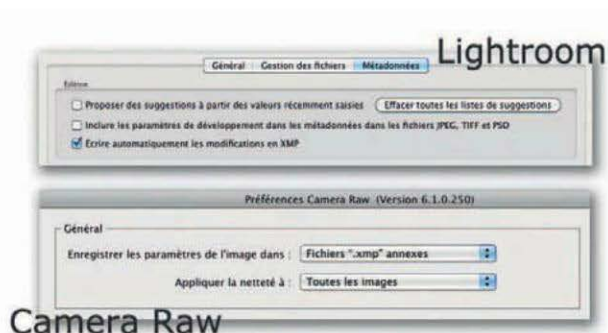 Lightroom
Général Gestion des fichiers Métadonnées
Edition
Proposer des suggestions à partir des valeurs récemment saisies Effacer toutes les listes de suggestions
Inclure les paramètres de développement dans les métadonnées dans les fichiers JPEG, TIFF et PSD
Ecrire automatiquement les modifications en XMP
Préférences Camera Raw (Version 6.1.0.250)
Général
Enregistrer les paramètres de l'image dans : Fichiers ".xmp" annexes
Appliquer la netteté à : Toutes les images
Camera Raw